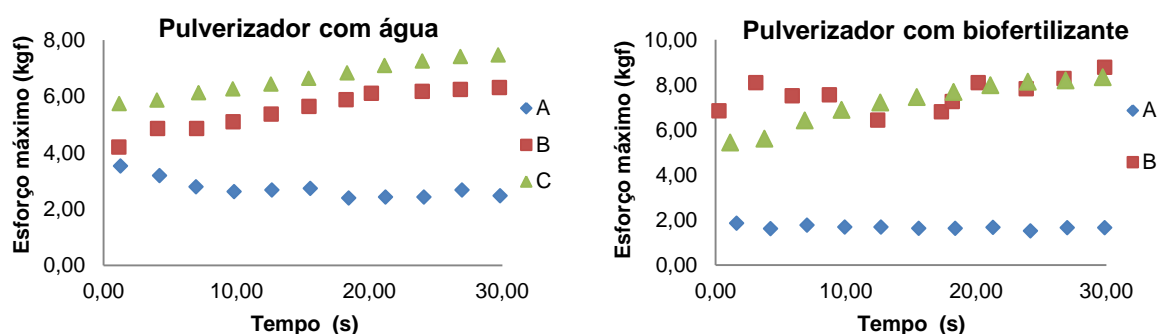 Pulverizador com água
Esforço máximo (kgf)
8,00
6,00
4,00
2,00
0,00
0,00 10,00 20,00 30,00
Tempo (s)
A
B
C
Pulverizador com biofertilizante
Esforço máximo (kgf)
10,00
8,00
6,00
4,00
2,00
0,00
0,00 10,00 20,00 30,00
Tempo (s)
A
B